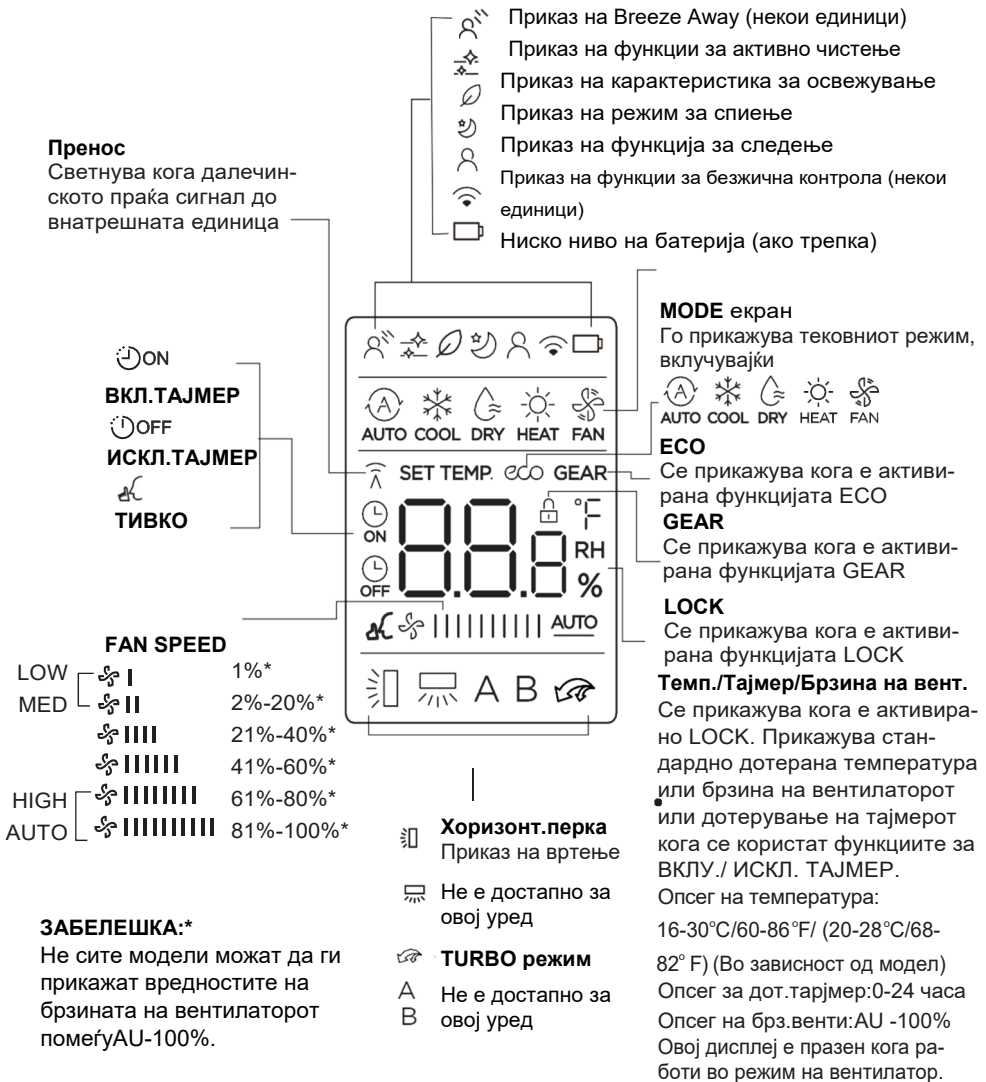 Приказ на Breeze Away (некои единици)
Приказ на функции за активно чистење
Приказ на карактеристика за освежување
Приказ на режим за спиење
Приказ на функција за следење
Приказ на функции за безжична контрола (некои
единици)
Ниско ниво на батерија (ако трепка)
Пренос
Светнува кога далечин-
ското праќа сигнал до
внатрешната единица
ON
ВКЛ.ТАЈМЕР
OFF
ИСКЛ.ТАЈМЕР
ТИВКО
AUTO COOL DRY HEAT FAN
SET TEMP. eco GEAR
ON
88.8
°F
RH
OFF
%
AUTO
A B
MODE екран
Го прикажува тековниот режим,
вклучувајќи
AUTO COOL DRY HEAT FAN
ECO
Се прикажува кога е активи-
рана функцијата ECO
GEAR
Се прикажува кога е активи-
рана функцијата GEAR
LOCK
Се прикажува кога е активи-
рана функцијата LOCK
Темп./Тајмер/Брзина на вент.
Се прикажува кога е активира-
но LOCK. Прикажува стан-
дардно дотерана температура
или брзина на вентилаторот
или дотерување на тајмерот
кога се користат функциите за
ВКЛУ./ ИСКЛ. ТАЈМЕР.
Опсег на температура:
16-30°C/60-86°F/ (20-28°C/68-
82° F) (Во зависност од модел)
Опсег за дот.тарјмер:0-24 часа
Опсег на брз.венти:AU -100%
Овој дисплеј е празен кога ра-
боти во режим на вентилатор.
FAN SPEED
LOW 1%*
MED 2%-20%*
21%-40%*
41%-60%*
HIGH 61%-80%*
AUTO 81%-100%*
ЗАБЕЛЕШКА:*
Не сите модели можат да ги
прикажат вредностите на
брзината на вентилаторот
помеѓуAU-100%.
Хоризонт.перка
Приказ на вртење
Не е достапно за
овој уред
TURBO режим
A Не е достапно за
B овој уред